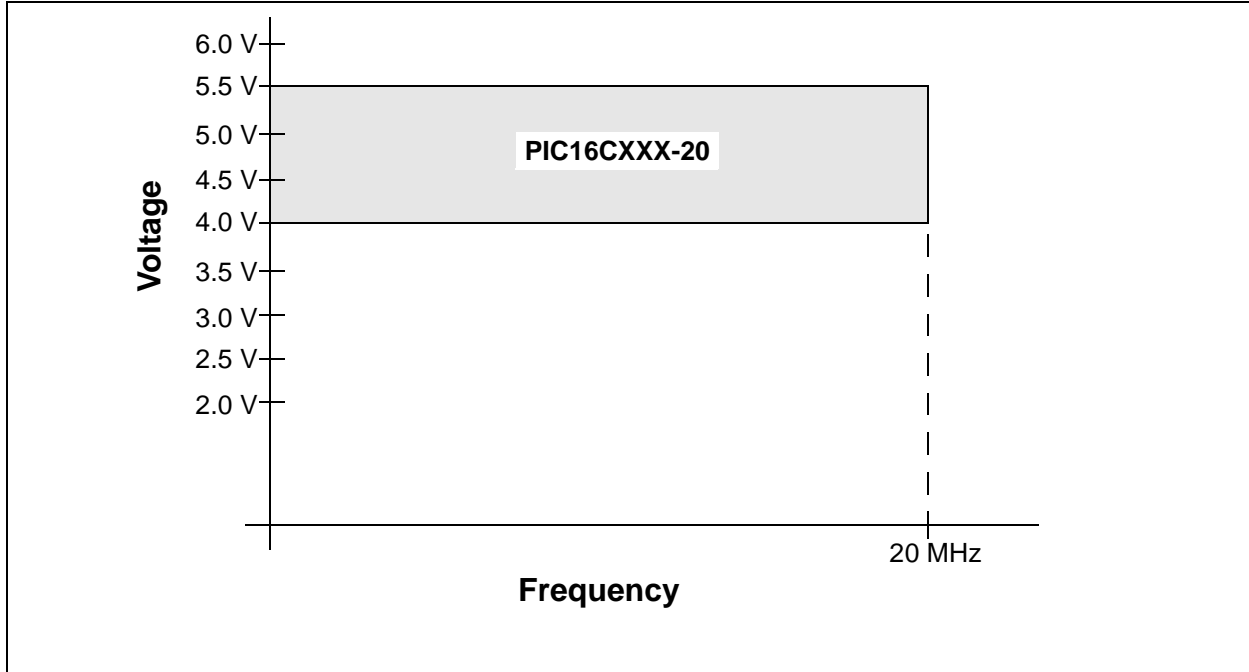 6.0 V
5.5 V
5.0 V
4.5 V
4.0 V
3.5 V
3.0 V
2.5 V
2.0 V
Voltage
PIC16CXXX-20
20 MHz
Frequency